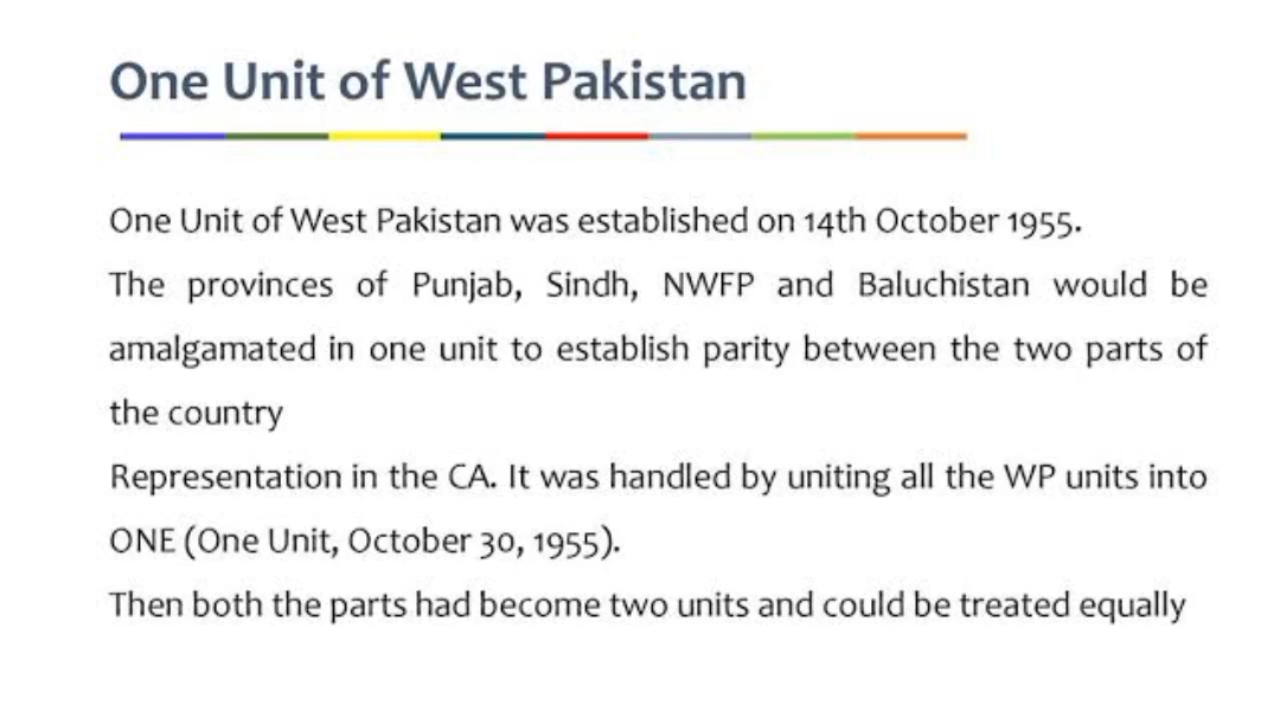 One Unit of West Pakistan
One Unit of West Pakistan was established on 14th October 1955.
The provinces of Punjab, Sindh, NWFP and Baluchistan would be
amalgamated in one unit to establish parity between the two parts of
the country
Representation in the CA. It was handled by uniting all the WP units into
ONE (One Unit, October 30, 1955).
Then both the parts had become two units and could be treated equally